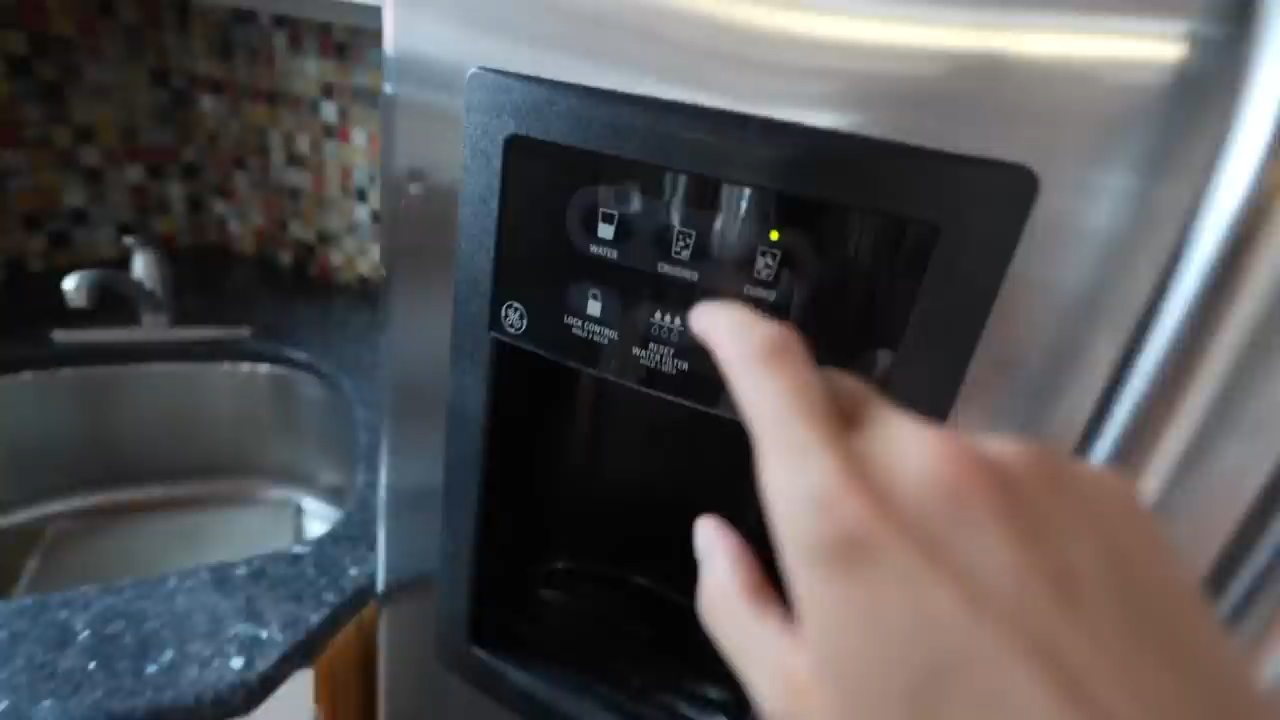 WATER
CRUSHED
CUBED
LOCK CONTROL
HOLD 3 SECS
RESET
WATER FILTER
HOLD 3 SECS
GE